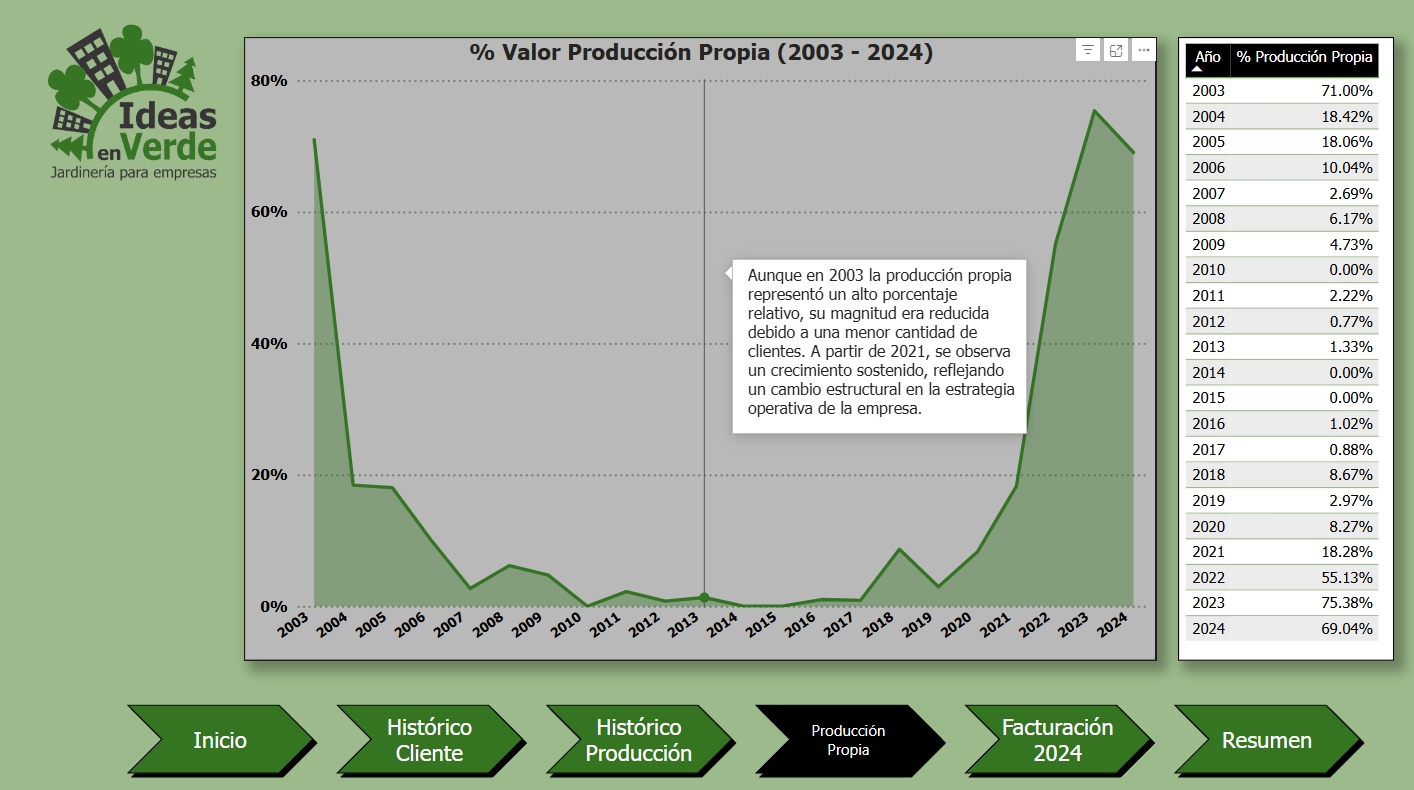 Ideas
en Verde
Jardinería para empresas
% Valor Producción Propia (2003 - 2024)
80%
60%
40%
20%
0%
2003
2004
2005
2006
2007
2008
2009
2010
2011
2012
2013
2014
2015
2016
2017
2018
2019
2020
2021
2022
2023
2024
Aunque en 2003 la producción propia
representó un alto porcentaje
relativo, su magnitud era reducida
debido a una menor cantidad de
clientes. A partir de 2021, se observa
un crecimiento sostenido, reflejando
un cambio estructural en la estrategia
operativa de la empresa.
Año % Producción Propia
2003 71.00%
2004 18.42%
2005 18.06%
2006 10.04%
2007 2.69%
2008 6.17%
2009 4.73%
2010 0.00%
2011 2.22%
2012 0.77%
2013 1.33%
2014 0.00%
2015 0.00%
2016 1.02%
2017 0.88%
2018 8.67%
2019 2.97%
2020 8.27%
2021 18.28%
2022 55.13%
2023 75.38%
2024 69.04%
Inicio
Histórico
Cliente
Histórico
Producción
Producción
Propia
Facturación
2024
Resumen